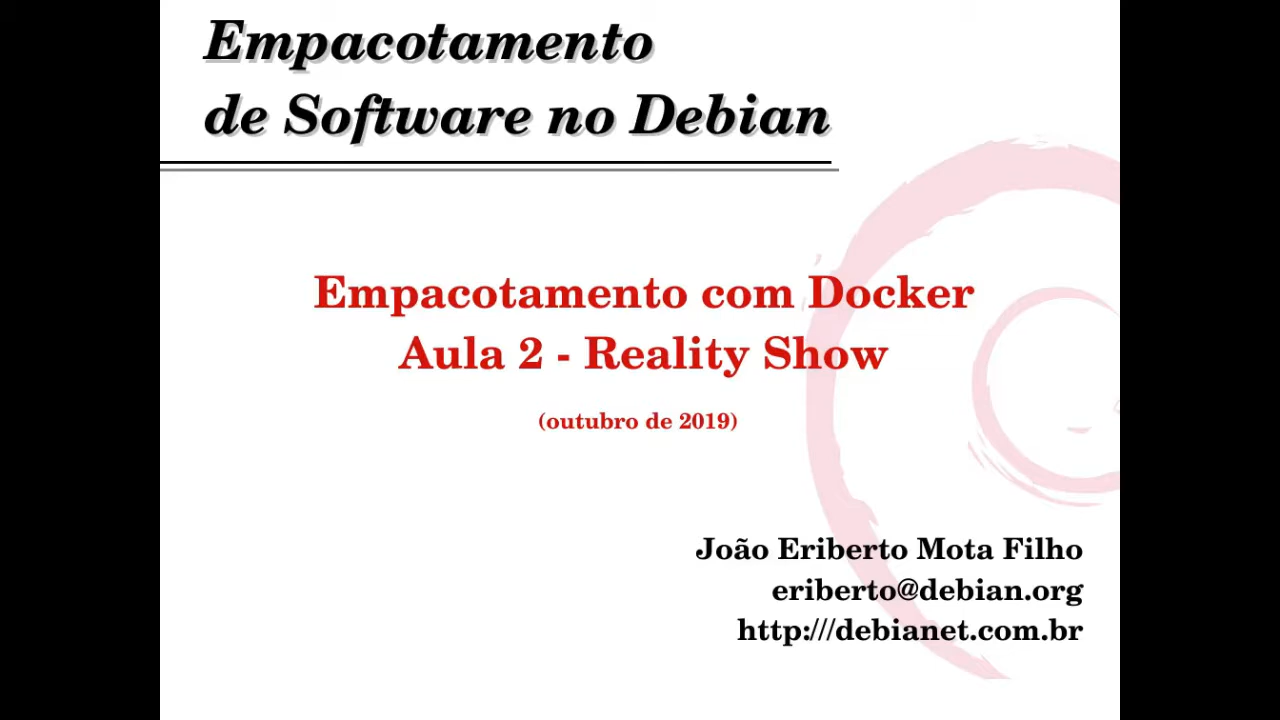 Empacotamento
de Software no Debian
Empacotamento com Docker
Aula 2 - Reality Show
(outubro de 2019)
João Eriberto Mota Filho
eriberto@debian.org
http:///debianet.com.br